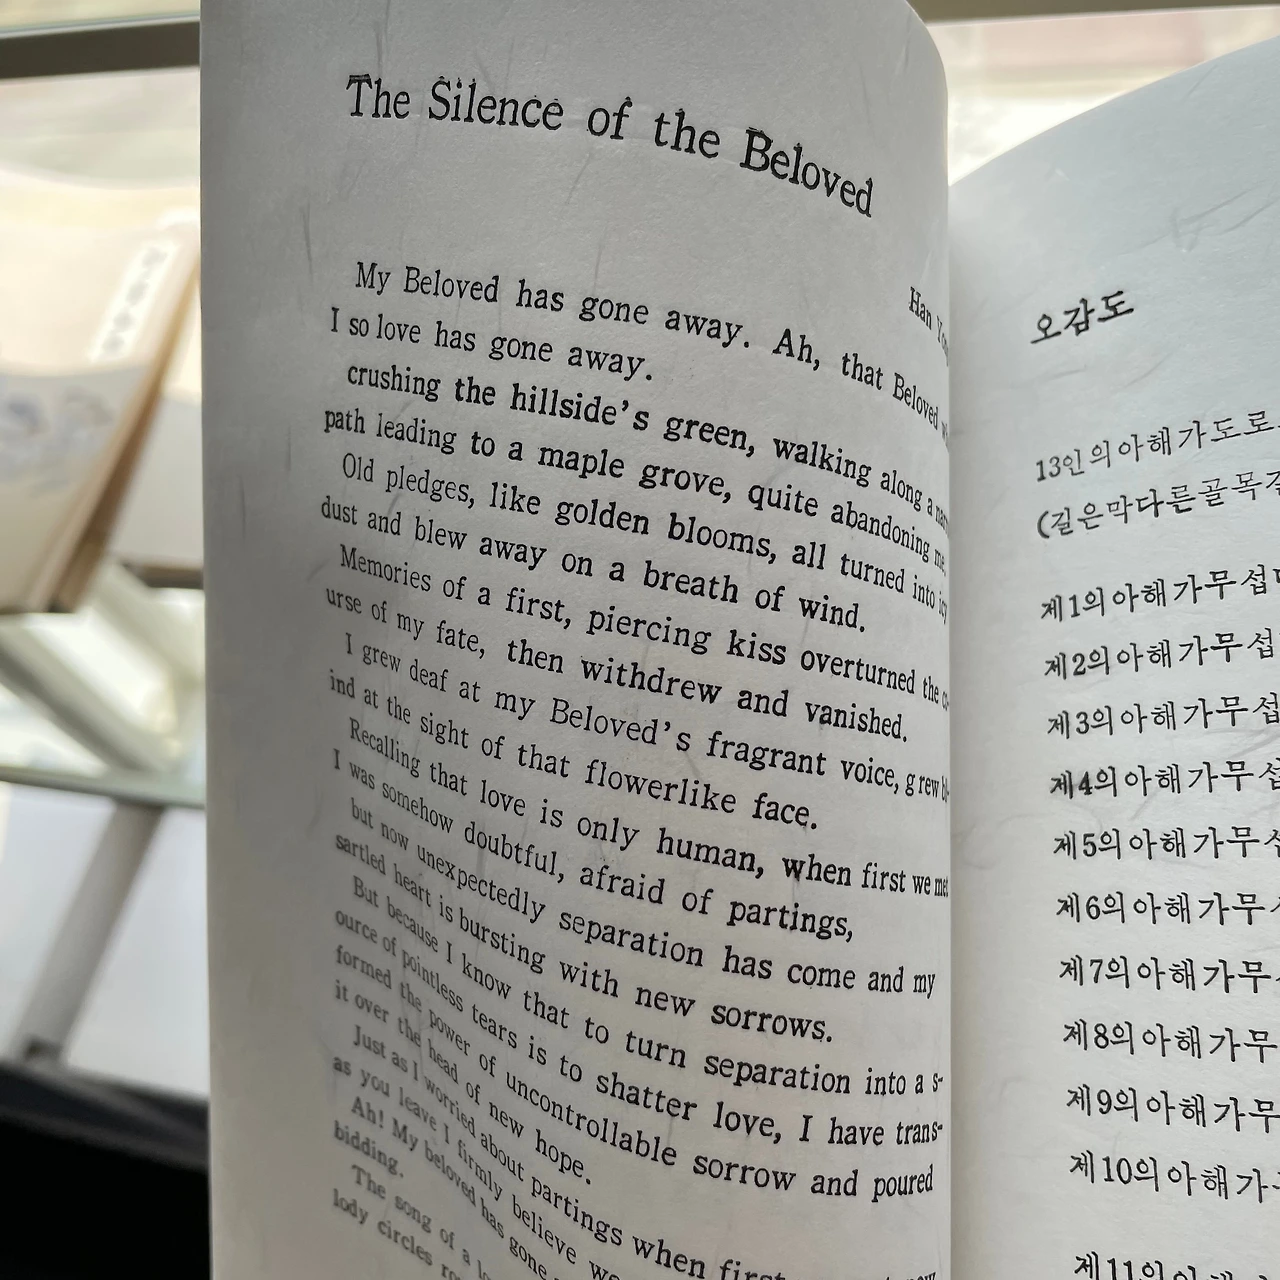 The Silence of the Beloved
Han
My Beloved has gone away. Ah, that Beloved
I so love has gone away.
crushing the hillside's green, walking along a
path leading to a maple grove, quite abandoning me.
Old pledges, like golden blooms, all turned into icy
dust and blew away on a breath of wind.
Memories of a first, piercing kiss overturned the co-
urse of my fate, then withdrew and vanished.
I grew deaf at my Beloved's fragrant voice, grew bl-
ind at the sight of that flowerlike face.
Recalling that love is only human, when first we met
I was somehow doubtful, afraid of partings,
but now unexpectedly separation has come and my
sartled heart is bursting with new sorrows.
But because I know that to turn separation into a s-
ource of pointless tears is to shatter love, I have trans-
formed the power of uncontrollable sorrow and poured
it over the head of new hope.
Just as I worried about partings when first
as you leave I firmly believe
Ah! My beloved has gone
bidding.
The song of a
lody circles
오감도
13인의아해가도로
(길은막다른골목
제1의아해가무섭
제2의아해가무섭
제3의아해가무섭
제4의아해가무섭
제5의아해가무
제6의아해가무
제7의아해가무
제8의아해가무
제9의아해가무
제10의아해가
제11의아해